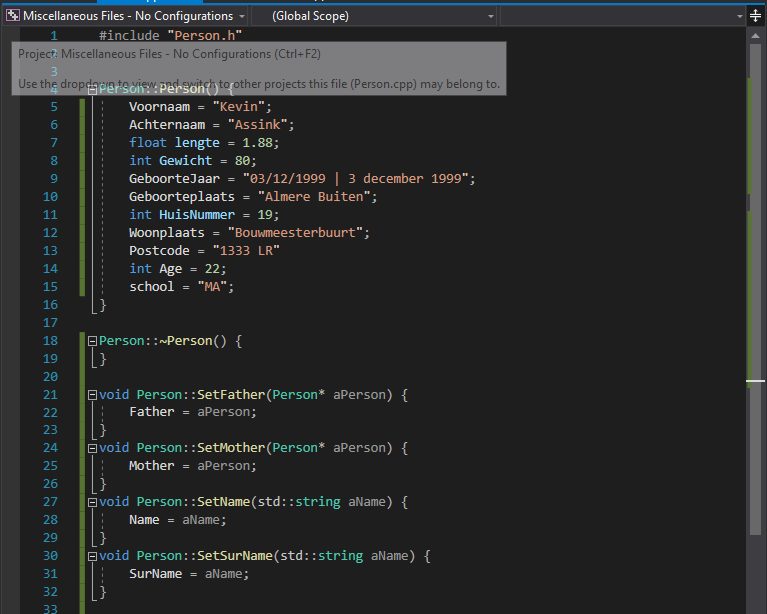 Miscellaneous Files - No Configurations (Global Scope)
1 #include "Person.h"
2 Project: Miscellaneous Files - No Configurations (Ctrl+F2)
3
Use the dropdown to view and switch to other projects this file (Person.cpp) may belong to.
4 Person::Person() {
5 Voornaam = "Kevin";
6 Achternaam = "Assink";
7 float lengte = 1.88;
8 int Gewicht = 80;
9 GeboorteJaar = "03/12/1999 | 3 december 1999";
10 Geboorteplaats = "Almere Buiten";
11 int HuisNummer = 19;
12 Woonplaats = "Bouwmeesterbuurt";
13 Postcode = "1333 LR"
14 int Age = 22;
15 school = "MA";
16 }
17
18 Person::~Person() {
19 }
20
21 void Person::SetFather(Person* aPerson) {
22 Father = aPerson;
23 }
24 void Person::SetMother(Person* aPerson) {
25 Mother = aPerson;
26 }
27 void Person::SetName(std::string aName) {
28 Name = aName;
29 }
30 void Person::SetSurName(std::string aName) {
31 SurName = aName;
32 }
33